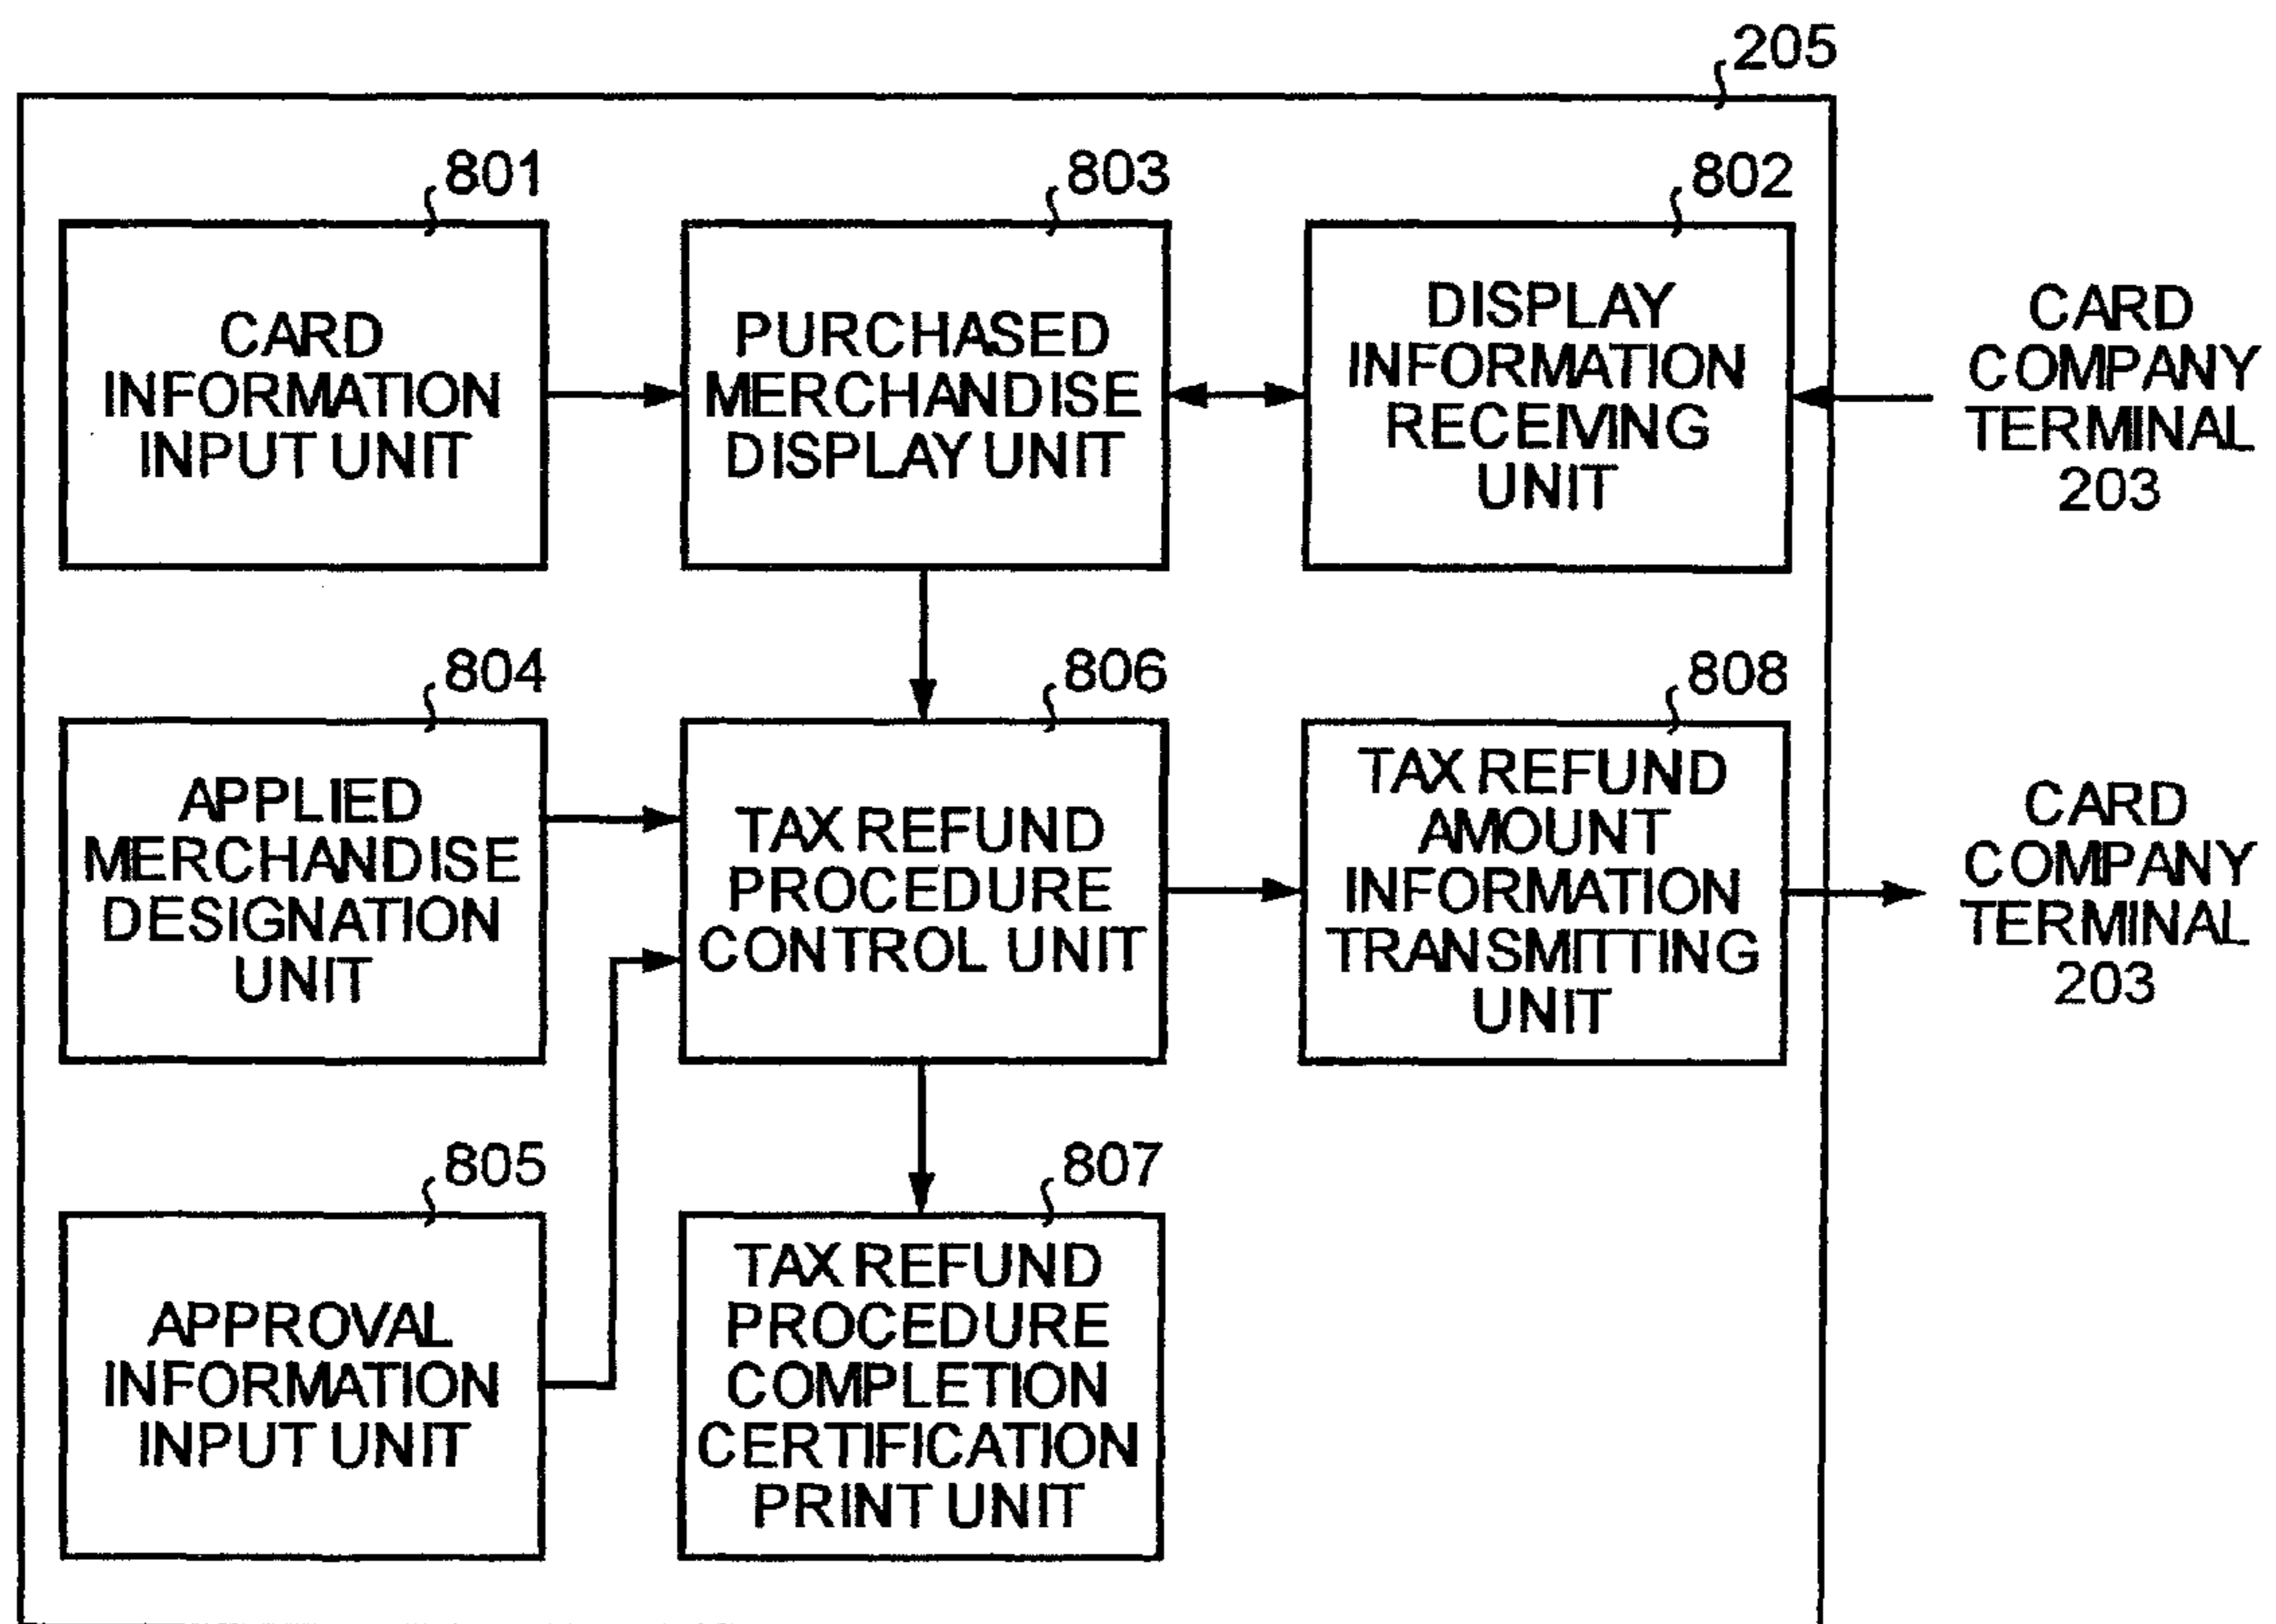 205
801
CARD
INFORMATION
INPUT UNIT
803
PURCHASED
MERCHANDISE
DISPLAY UNIT
802
DISPLAY
INFORMATION
RECEIVING
UNIT
CARD
COMPANY
TERMINAL
203
804
APPLIED
MERCHANDISE
DESIGNATION
UNIT
806
TAX REFUND
PROCEDURE
CONTROL UNIT
808
TAX REFUND
AMOUNT
INFORMATION
TRANSMITTING
UNIT
CARD
COMPANY
TERMINAL
203
805
APPROVAL
INFORMATION
INPUT UNIT
807
TAX REFUND
PROCEDURE
COMPLETION
CERTIFICATION
PRINT UNIT